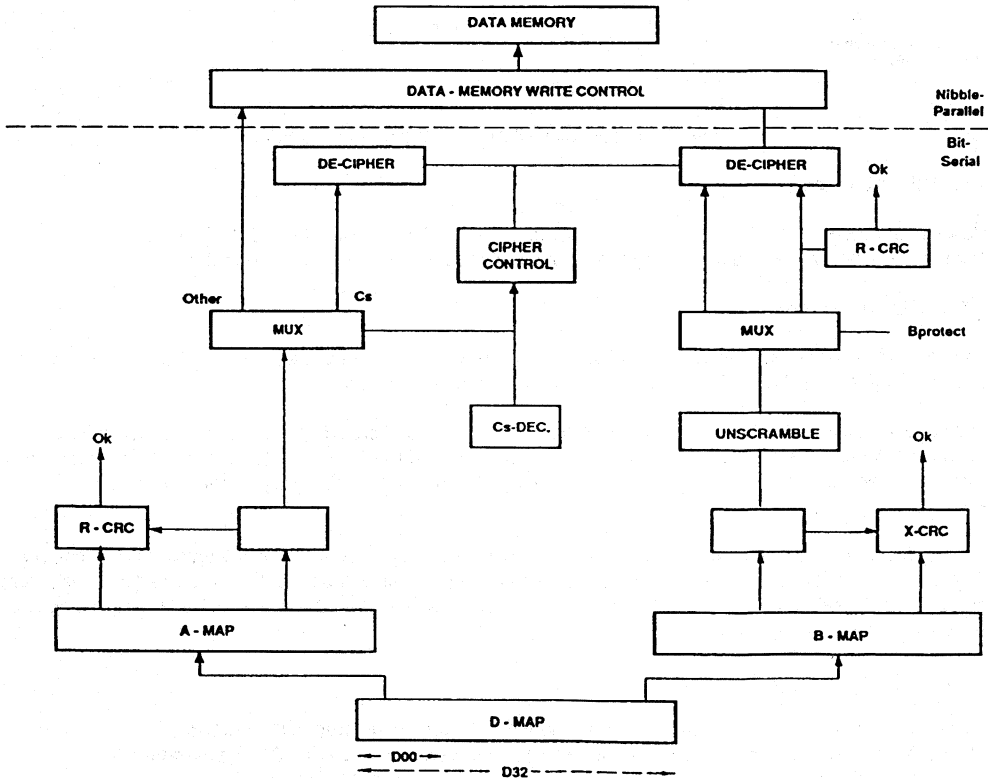 DATA MEMORY
DATA - MEMORY WRITE CONTROL
Nibble-
Parallel
Bit-
Serial
DE-CIPHER
DE-CIPHER
Ok
CIPHER
CONTROL
R - CRC
Other
Cs
MUX
MUX
Bprotect
Cs-DEC.
UNSCRAMBLE
Ok
Ok
R - CRC
X-CRC
A - MAP
B - MAP
D - MAP
D00
D32